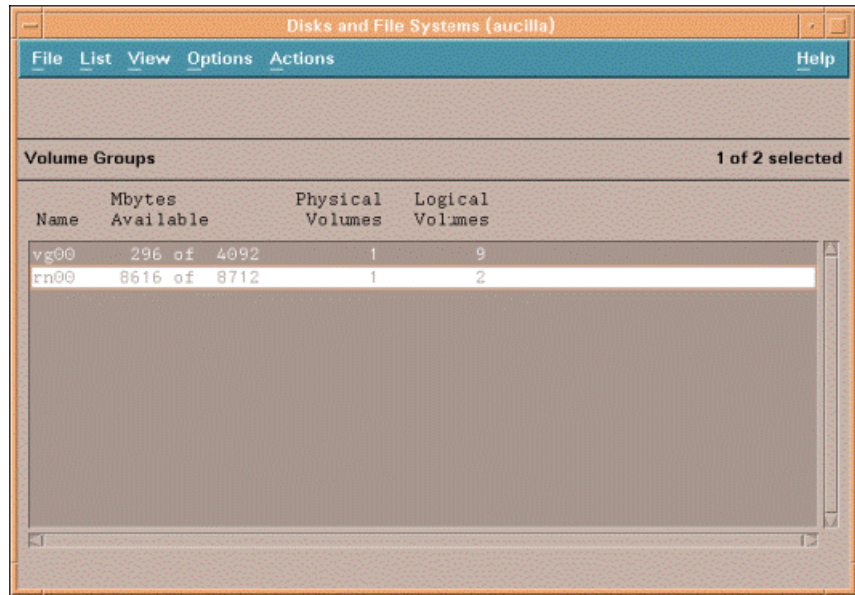 Disks and File Systems (aucilla)
File List View Options Actions Help
Volume Groups 1 of 2 selected
Mbytes Physical Logical
Name Available Volumes Volumes
vg00 296 of 4092 1 9
rn00 8616 of 8712 1 2